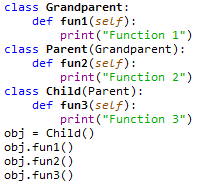 class Grandparent:
    def fun1(self):
        print("Function 1")
class Parent(Grandparent):
    def fun2(self):
        print("Function 2")
class Child(Parent):
    def fun3(self):
        print("Function 3")
obj = Child()
obj.fun1()
obj.fun2()
obj.fun3()